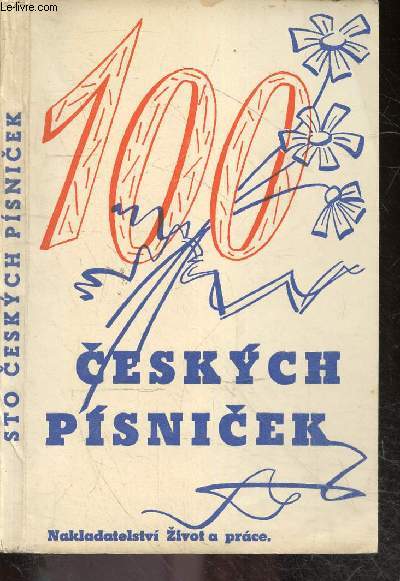 Le-livre.com
100
ČESKÝCH
PÍSNIČEK
Nakladatelství Život a práce.
STO ČESKÝCH PÍSNIČEK